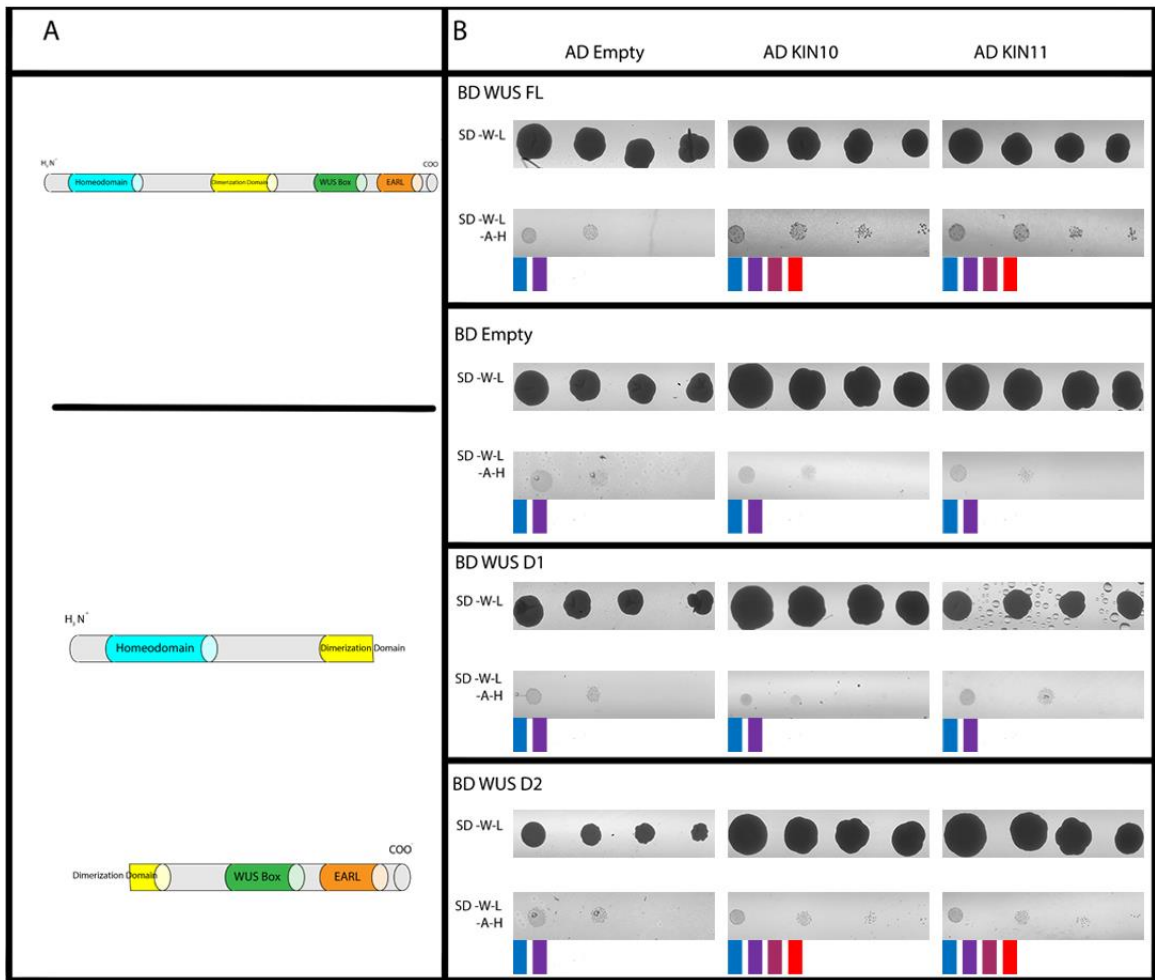 A
B
AD Empty AD KIN10 AD KIN11
BD WUS FL
SD -W-L
H₃N⁺ COO
Homeodomain Dimerization Domain WUS Box EARL
SD -W-L
-A-H
BD Empty
SD -W-L
SD -W-L
-A-H
BD WUS D1
SD -W-L
H₃N⁺
Homeodomain Dimerization Domain
SD -W-L
-A-H
BD WUS D2
SD -W-L
COO
Dimerization Domain WUS Box EARL
SD -W-L
-A-H